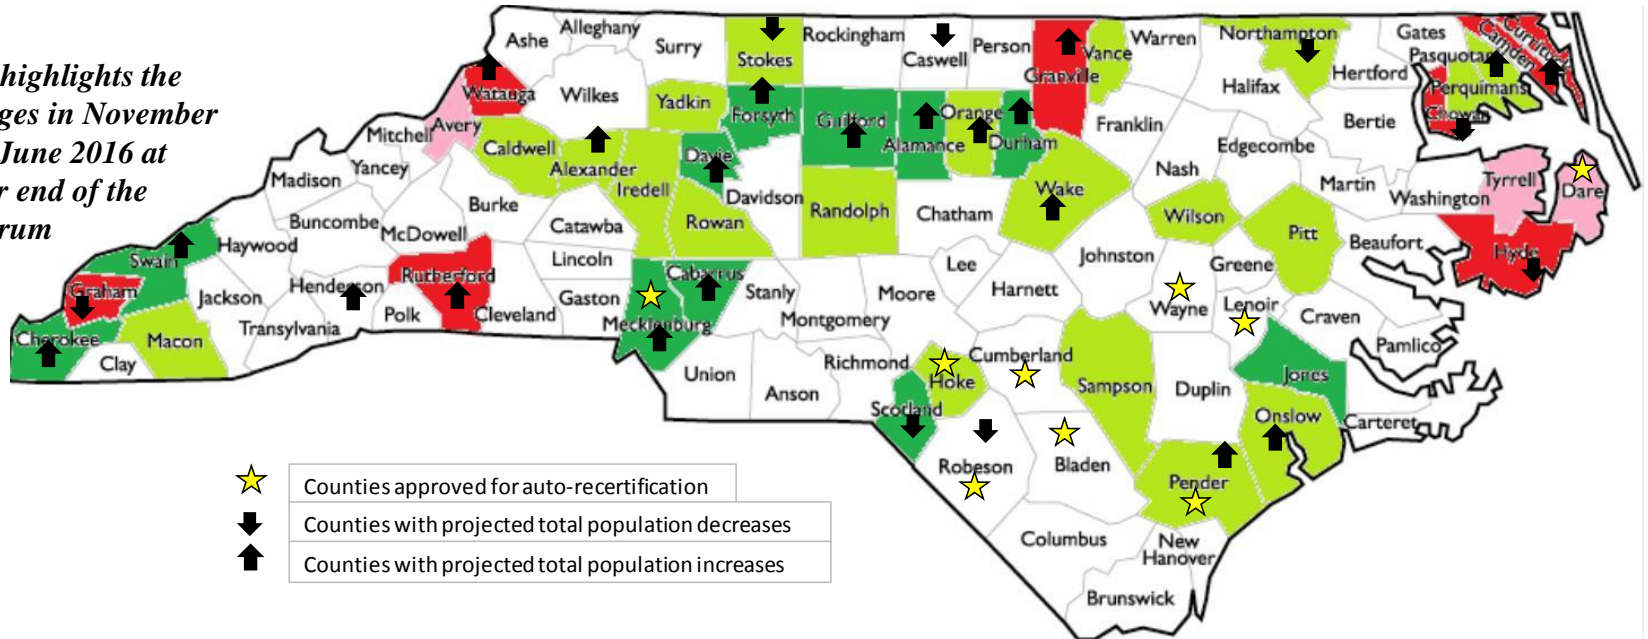 highlights the
ges in November
June 2016 at
r end of the
rum
Ashe
Alleghany
Surry
Stokes
Rockingham
Caswell
Person
Granville
Vance
Warren
Northampton
Gates
Pasquotank
Camden
Currituck
Hertford
Halifax
Perquimans
Chowan
Bertie
Watauga
Wilkes
Yadkin
Forsyth
Guilford
Alamance
Orange
Durham
Franklin
Nash
Edgecombe
Martin
Washington
Tyrrell
Dare
Mitchell
Avery
Caldwell
Alexander
Iredell
Davie
Davidson
Randolph
Chatham
Wake
Wilson
Pitt
Beaufort
Hyde
Madison
Yancey
Burke
Catawba
Rowan
Buncombe
McDowell
Haywood
Swain
Lincoln
Lee
Johnston
Greene
Graham
Jackson
Henderson
Rutherford
Polk
Cleveland
Gaston
Mecklenburg
Cabarrus
Stanly
Montgomery
Moore
Harnett
Wayne
Lenoir
Craven
Pamlico
Cherokee
Clay
Macon
Transylvania
Union
Anson
Richmond
Scotland
Hoke
Cumberland
Sampson
Duplin
Jones
Onslow
Carteret
Robeson
Bladen
Pender
Columbus
New
Hanover
Brunswick
Counties approved for auto-recertification
Counties with projected total population decreases
Counties with projected total population increases